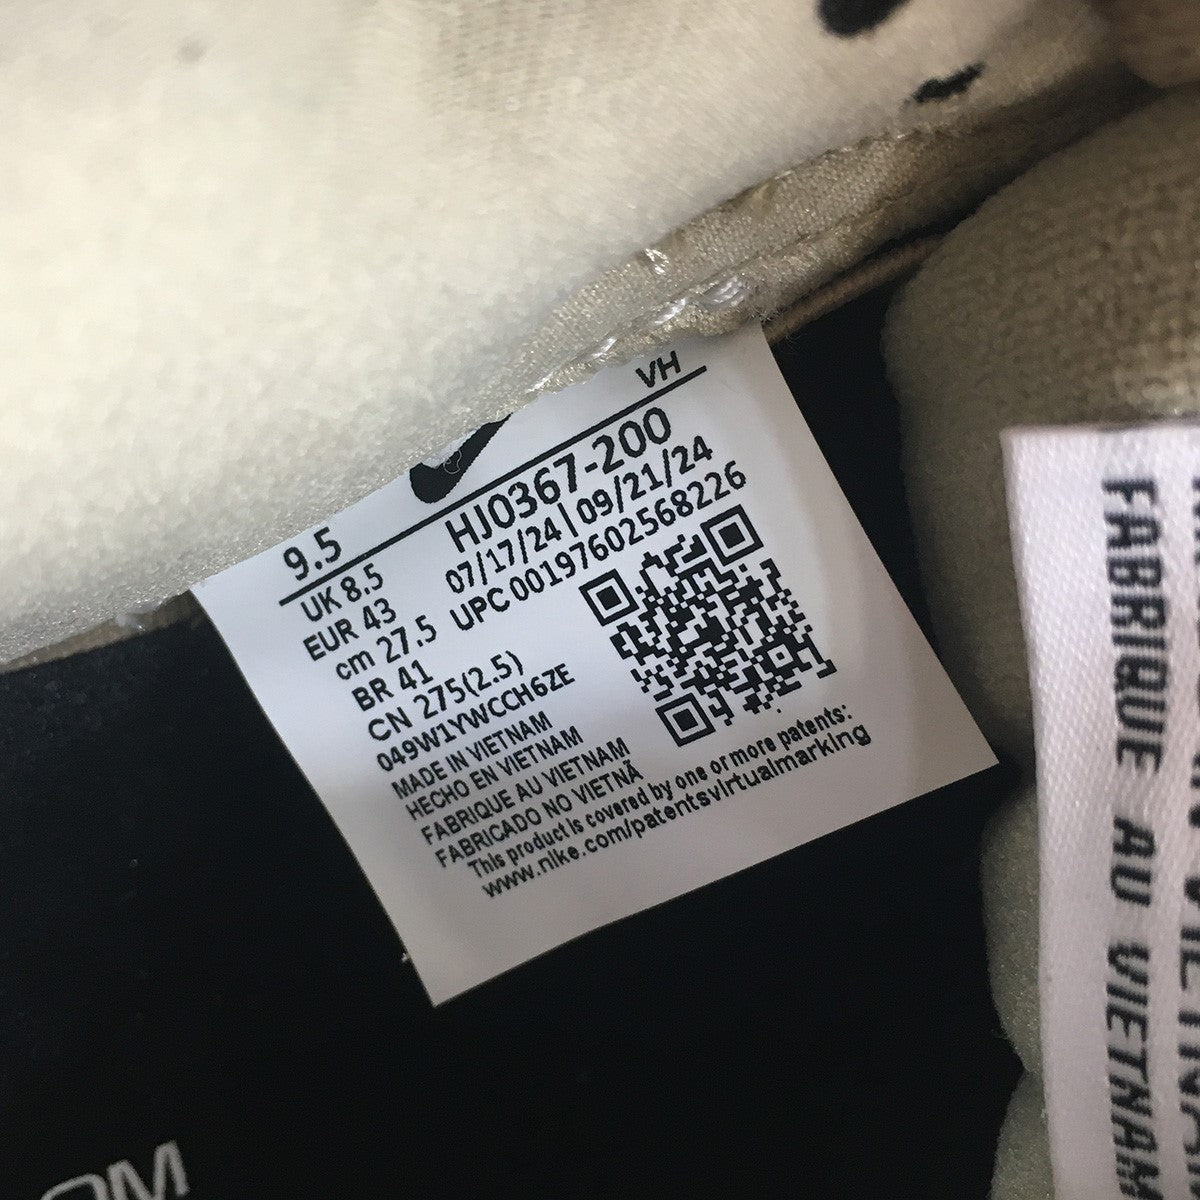 VH
9.5
HJ0367-200
UK 8.5
07/17/24 | 09/21/24
EUR 43
UPC 00197602568226
cm 27.5
BR 41
CN 275(2.5)
049W1YWCCH6ZE
MADE IN VIETNAM
HECHO EN VIETNAM
FABRIQUE AU VIETNAM
FABRICADO NO VIETNÃ
This product is covered by one or more patents:
www.nike.com/patentsvirtualmarking
FABRIQUE AU VIETNAM